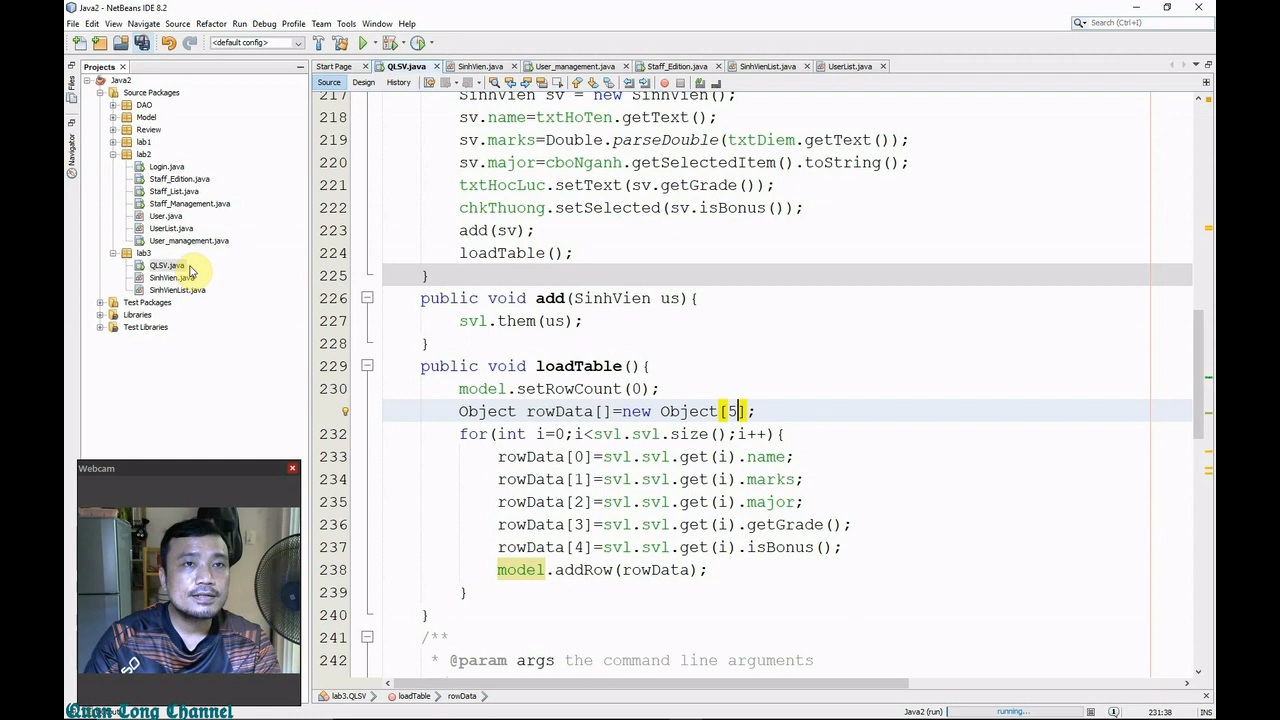 Java2 - NetBeans IDE 8.2
File Edit View Navigate Source Refactor Run Debug Profile Team Tools Window Help
Search (Ctrl+I)
<default config>
Projects
Start Page QLSV.java SinhVien.java User_management.java Staff_Edition.java SinhVienList.java UserList.java
Source Design History
Files
Navigator
Java2
Source Packages
DAO
Model
Review
lab1
lab2
Login.java
Staff_Edition.java
Staff_List.java
Staff_Management.java
User.java
UserList.java
User_management.java
lab3
QLSV.java
SinhVien.java
SinhVienList.java
Test Packages
Libraries
Test Libraries
217 SinhVien sv = new SinhVien();
218 sv.name=txtHoTen.getText();
219 sv.marks=Double.parseDouble(txtDiem.getText());
220 sv.major=cboNganh.getSelectedItem().toString();
221 txtHocLuc.setText(sv.getGrade());
222 chkThuong.setSelected(sv.isBonus());
223 add(sv);
224 loadTable();
225 }
226 public void add(SinhVien us){
227 svl.them(us);
228 }
229 public void loadTable(){
230 model.setRowCount(0);
Object rowData[]=new Object[5];
232 for(int i=0;i<svl.svl.size();i++){
233 rowData[0]=svl.svl.get(i).name;
234 rowData[1]=svl.svl.get(i).marks;
235 rowData[2]=svl.svl.get(i).major;
236 rowData[3]=svl.svl.get(i).getGrade();
237 rowData[4]=svl.svl.get(i).isBonus();
238 model.addRow(rowData);
239 }
240 }
241 /**
242 * @param args the command line arguments
Webcam
lab3.QLSV loadTable rowData
Quan Tong Channel
Java2 (run) running... 231:38 INS